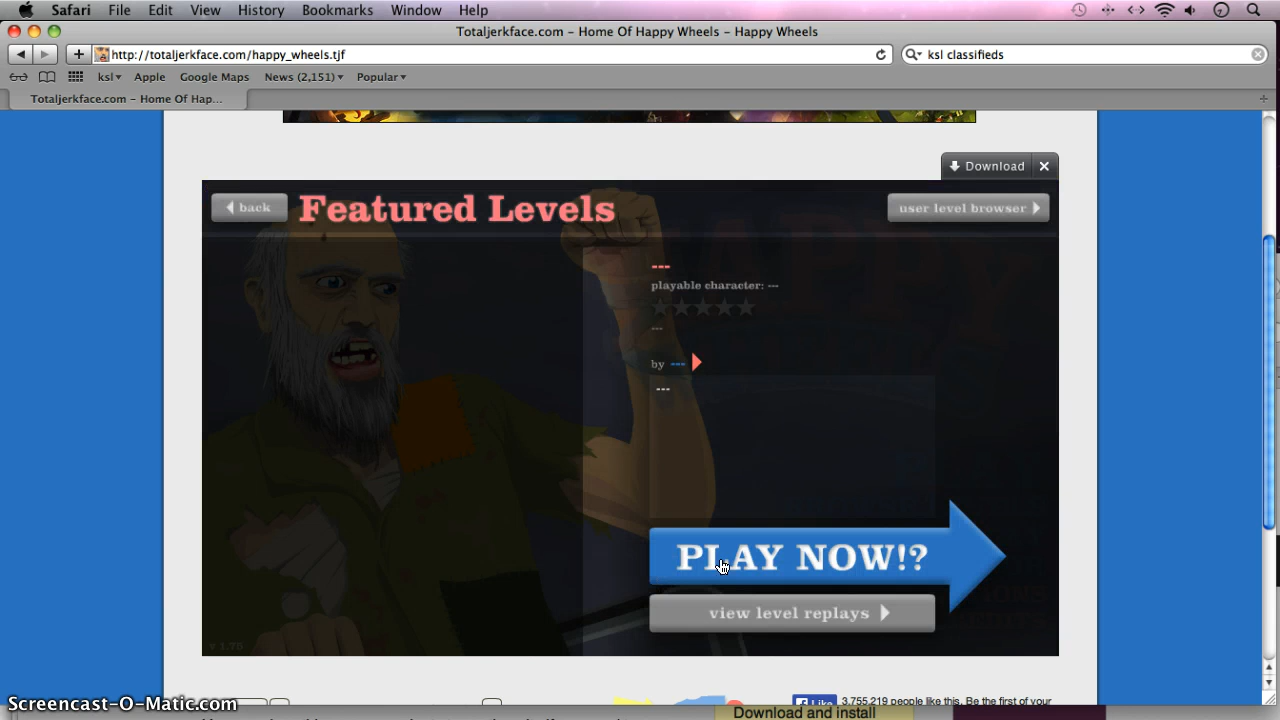 Safari File Edit View History Bookmarks Window Help
Totaljerkface.com – Home Of Happy Wheels – Happy Wheels
http://totaljerkface.com/happy_wheels.tjf
ksl classifieds
ksl Apple Google Maps News (2,151) Popular
Totaljerkface.com – Home Of Hap...
Download
back
Featured Levels
user level browser
---
playable character: ---
---
by ---
---
PLAY NOW!?
view level replays
v 1.75
Like
3,755,219 people like this. Be the first of your
Screencast-O-Matic.com
Download and install